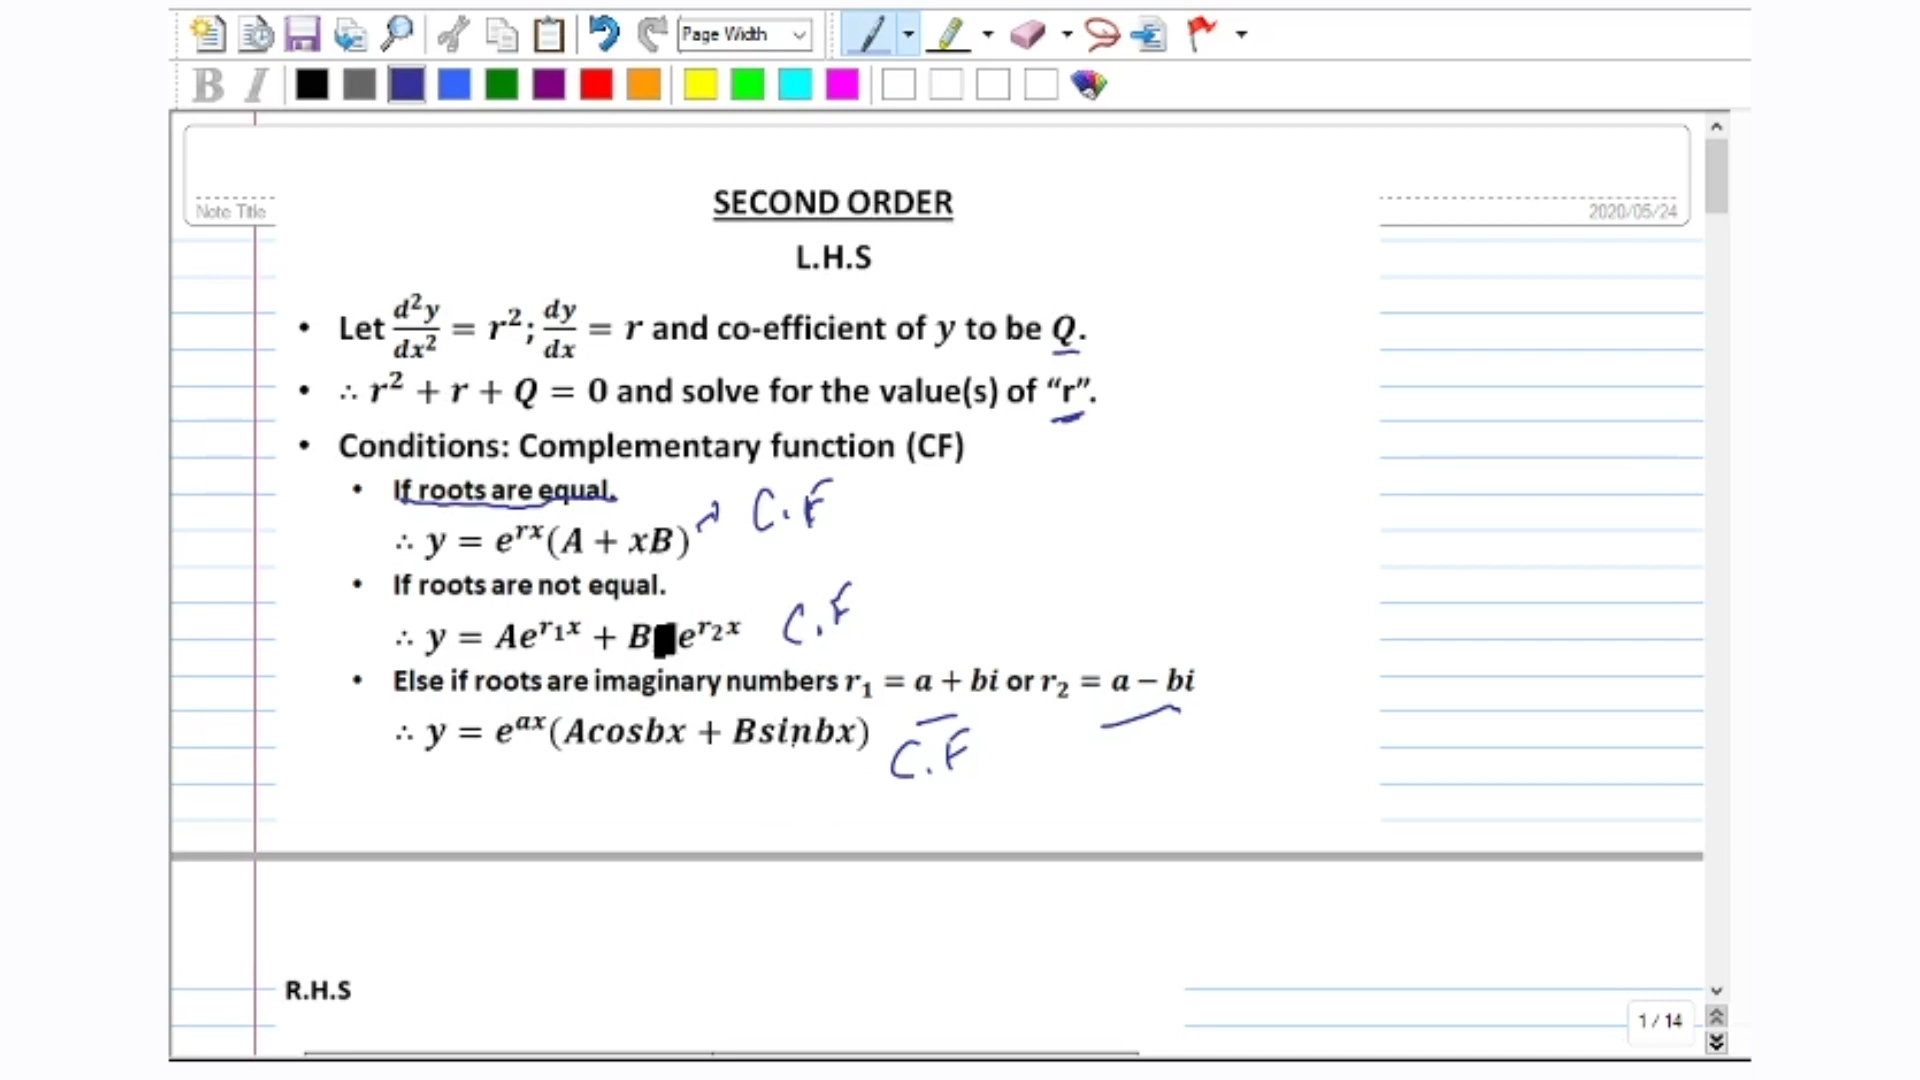 Page Width
B I
Note Title
2020/05/24
SECOND ORDER
L.H.S
• Let d²y/dx² = r²; dy/dx = r and co-efficient of y to be Q.
• ∴ r² + r + Q = 0 and solve for the value(s) of “r”.
• Conditions: Complementary function (CF)
• If roots are equal.
∴ y = e^{rx}(A + xB) C.F
• If roots are not equal.
∴ y = Ae^{r₁x} + B e^{r₂x} C.F
• Else if roots are imaginary numbers r₁ = a + bi or r₂ = a − bi
∴ y = e^{ax}(Acosbx + Bsinbx) C.F
R.H.S
1 / 14